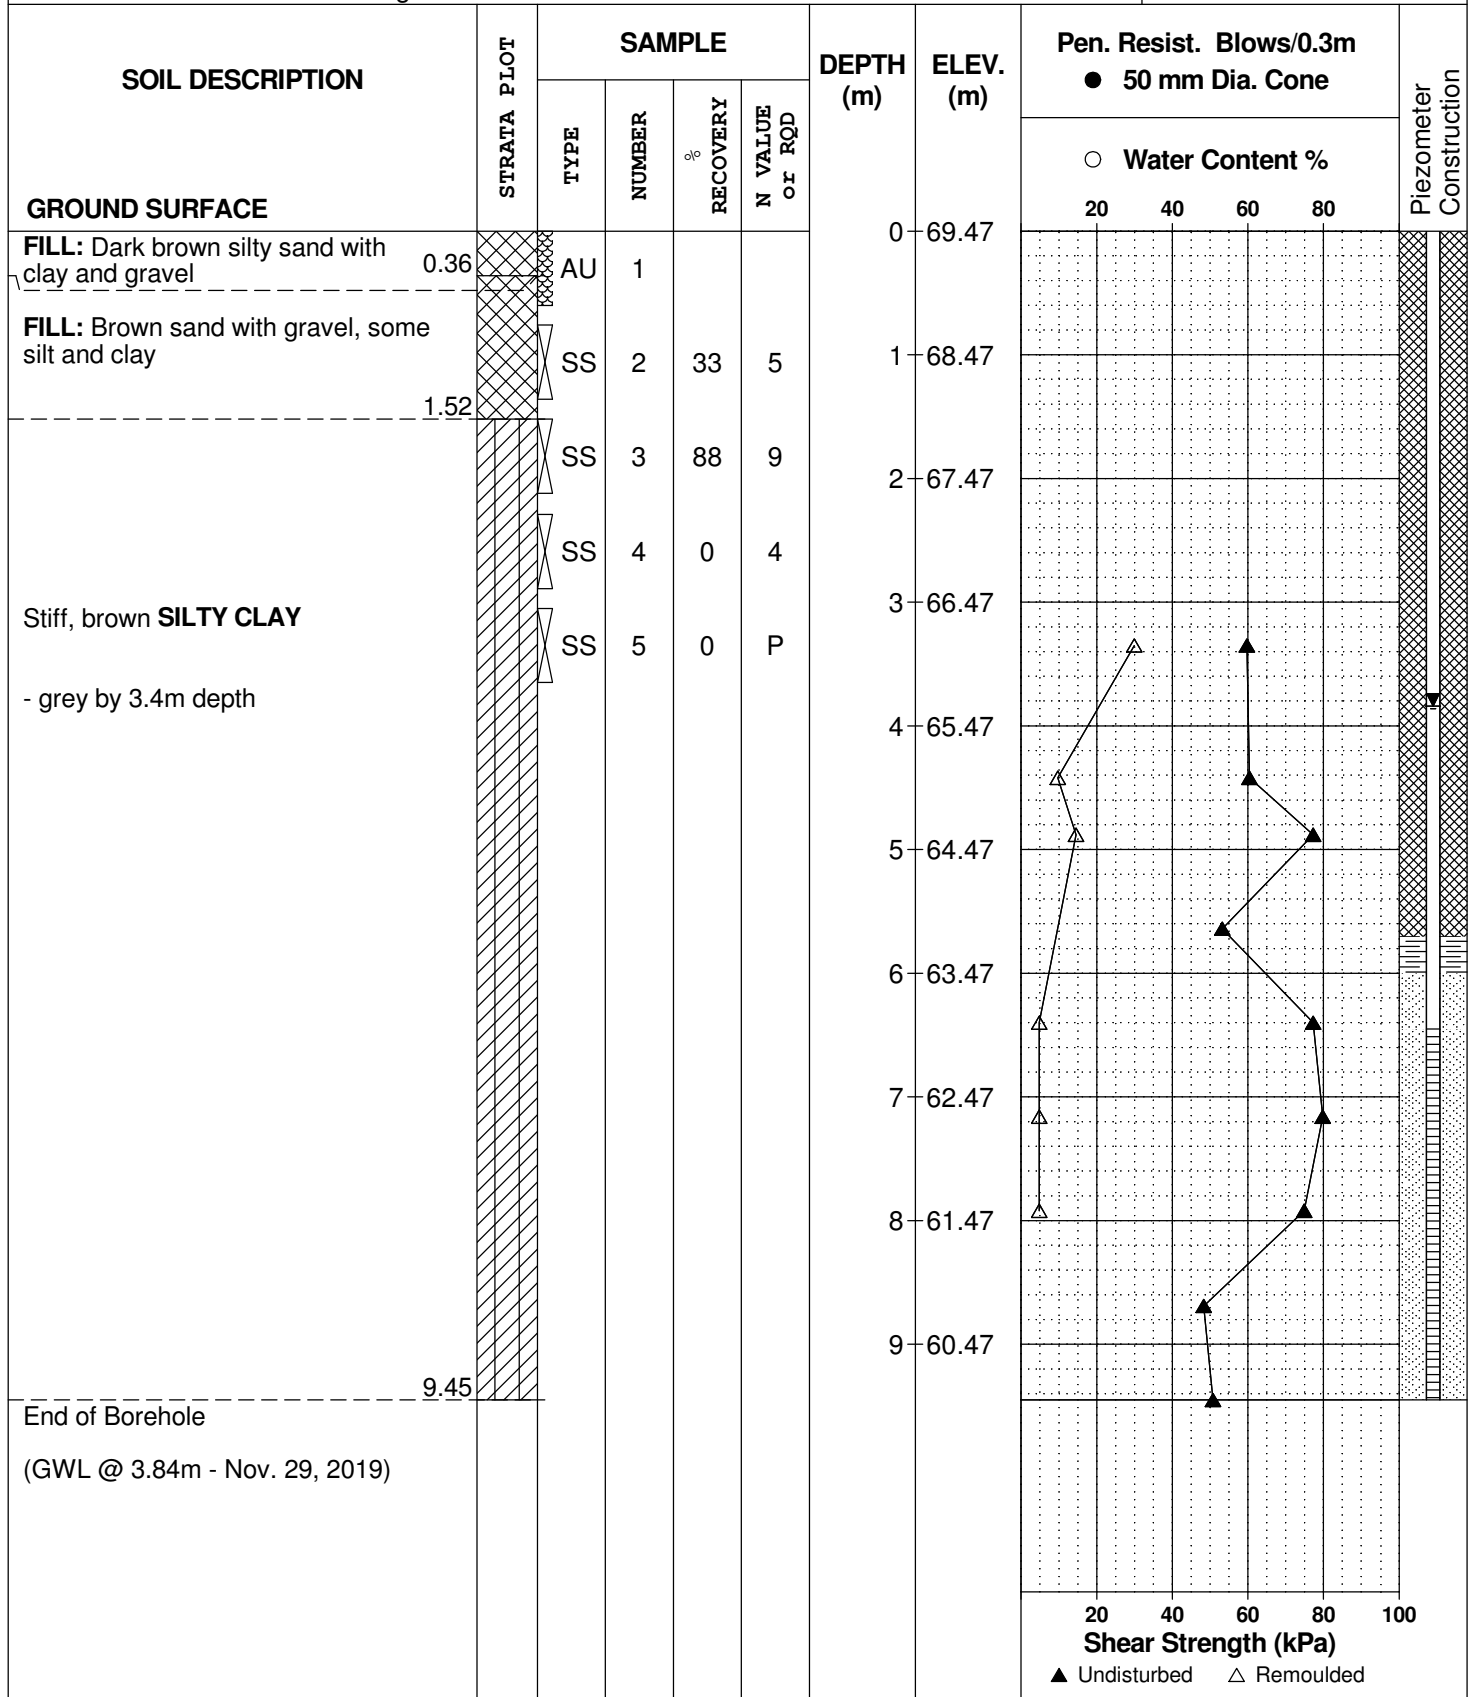 SOIL DESCRIPTION
GROUND SURFACE
STRATA PLOT
SAMPLE
TYPE
NUMBER
%
RECOVERY
N VALUE
or RQD
DEPTH
(m)
ELEV.
(m)
Pen. Resist. Blows/0.3m
● 50 mm Dia. Cone
○ Water Content %
20 40 60 80
Piezometer
Construction
0 69.47
FILL: Dark brown silty sand with
clay and gravel
0.36
AU 1
FILL: Brown sand with gravel, some
silt and clay
SS 2 33 5
1 68.47
1.52
SS 3 88 9
2 67.47
SS 4 0 4
3 66.47
Stiff, brown SILTY CLAY
SS 5 0 P
- grey by 3.4m depth
4 65.47
5 64.47
6 63.47
7 62.47
8 61.47
9 60.47
9.45
End of Borehole
(GWL @ 3.84m - Nov. 29, 2019)
20 40 60 80 100
Shear Strength (kPa)
▲ Undisturbed △ Remoulded